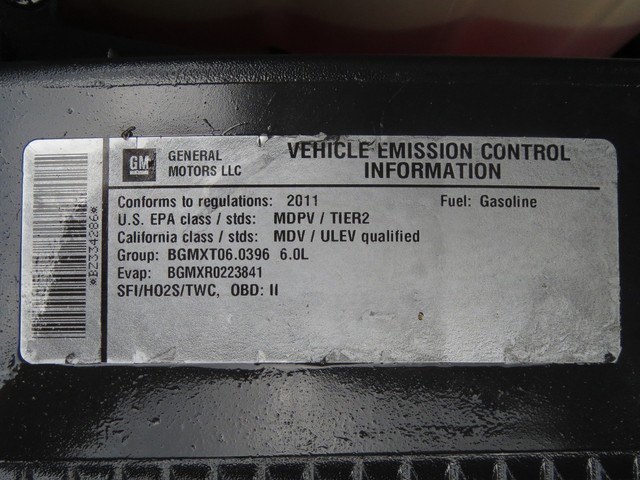 GM
GENERAL
MOTORS LLC
VEHICLE EMISSION CONTROL
INFORMATION
Conforms to regulations: 2011 Fuel: Gasoline
U.S. EPA class / stds: MDPV / TIER2
California class / stds: MDV / ULEV qualified
Group: BGMXT06.0396 6.0L
Evap: BGMXR0223841
SFI/HO2S/TWC, OBD: II
*BZ334286*